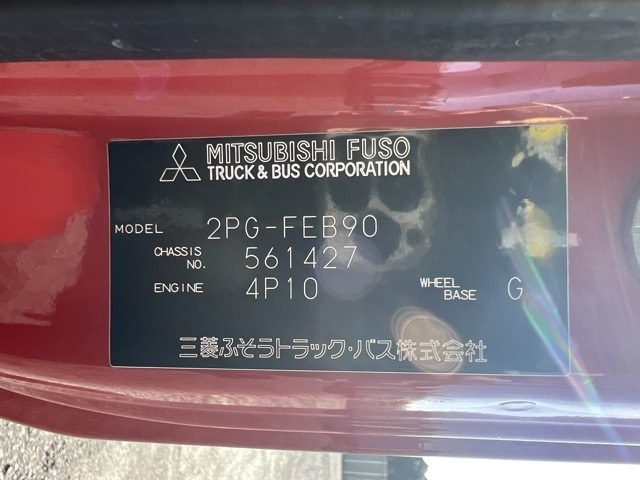 MITSUBISHI FUSO
TRUCK & BUS CORPORATION
MODEL 2PG-FEB90
CHASSIS NO. 561427
ENGINE 4P10 WHEEL BASE G
三菱ふそうトラック・バス株式会社